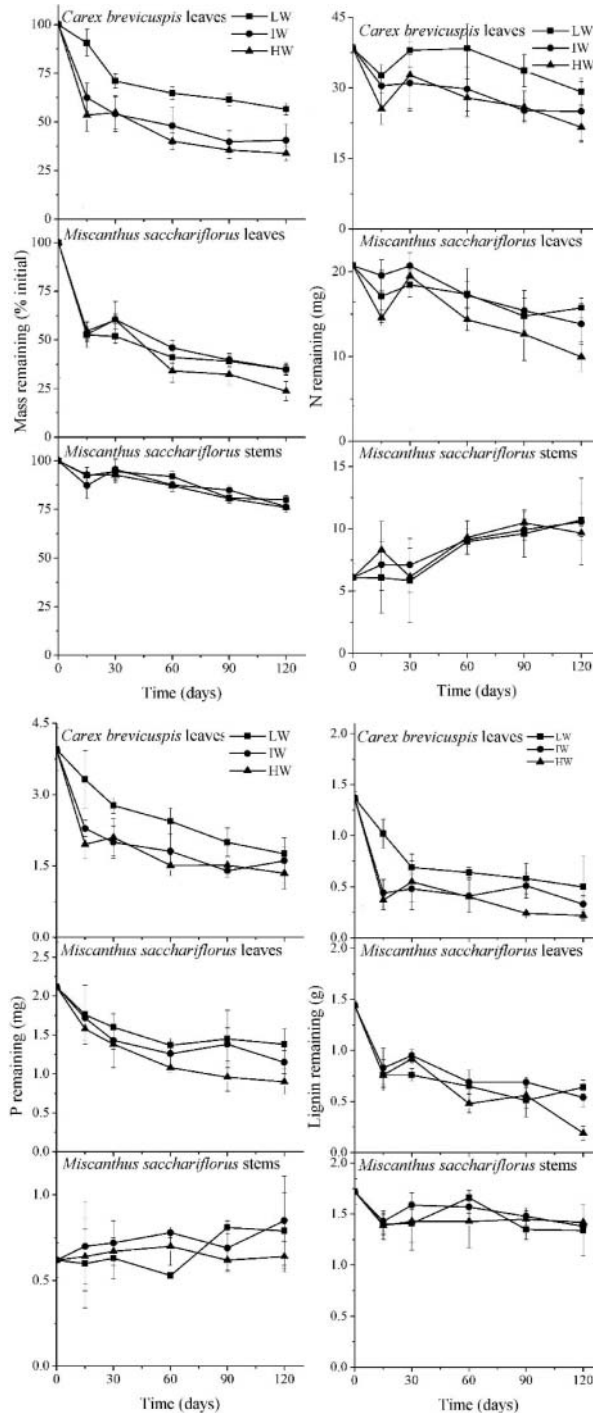 Carex brevicuspis leaves
LW
IW
HW
100
75
50
25
0
Miscanthus sacchariflorus leaves
100
75
50
25
0
Miscanthus sacchariflorus stems
100
75
50
25
0
0 30 60 90 120
Time (days)
Mass remaining (% initial)
Carex brevicuspis leaves
LW
IW
HW
45
36
27
18
0
Miscanthus sacchariflorus leaves
20
15
10
0
Miscanthus sacchariflorus stems
15
10
5
0
0 30 60 90 120
Time (days)
N remaining (mg)
Carex brevicuspis leaves
LW
IW
HW
4.5
3.0
1.5
0.0
Miscanthus sacchariflorus leaves
2.5
2.0
1.5
1.0
0.5
0.0
Miscanthus sacchariflorus stems
1.0
0.5
0.0
0 30 60 90 120
Time (days)
P remaining (mg)
Carex brevicuspis leaves
LW
IW
HW
2.0
1.5
1.0
0.5
0.0
Miscanthus sacchariflorus leaves
1.5
1.0
0.5
0.0
Miscanthus sacchariflorus stems
2.0
1.5
1.0
0.5
0.0
0 30 60 90 120
Time (days)
Lignin remaining (g)